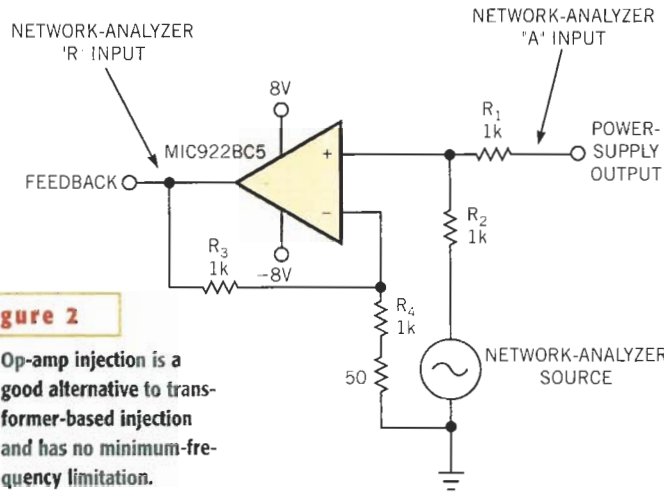 NETWORK-ANALYZER
'R' INPUT
NETWORK-ANALYZER
"A" INPUT
8V
R1
1k
POWER-
SUPPLY
OUTPUT
MIC922BC5
+
FEEDBACK
−
R2
1k
R3
1k
−8V
R4
1k
50
NETWORK-ANALYZER
SOURCE
gure 2
Op-amp injection is a
good alternative to trans-
former-based injection
and has no minimum-fre-
quency limitation.